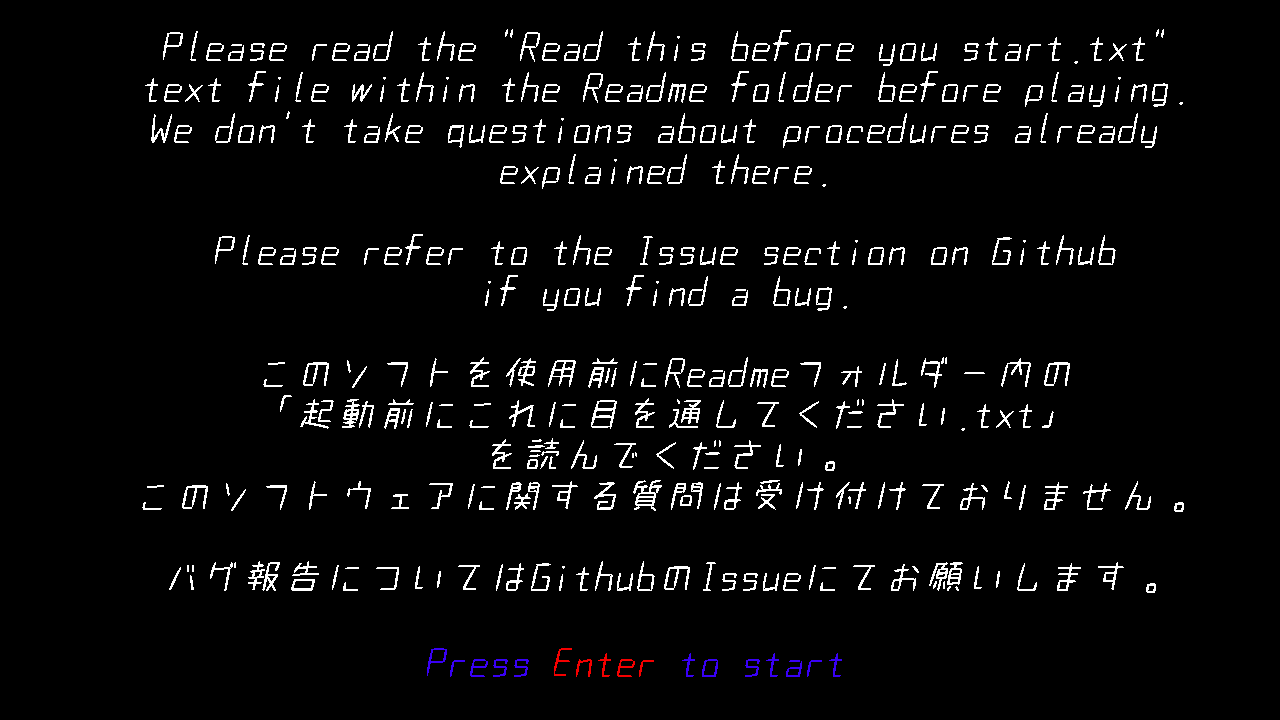 Please read the "Read this before you start.txt"
text file within the Readme folder before playing.
We don't take questions about procedures already
explained there.
Please refer to the Issue section on Github
if you find a bug.
このソフトを使用前にReadmeフォルダー内の
「起動前にこれに目を通してください.txt」
を読んでください。
このソフトウェアに関する質問は受け付けておりません。
バグ報告についてはGithubのIssueにてお願いします。
Press Enter to start